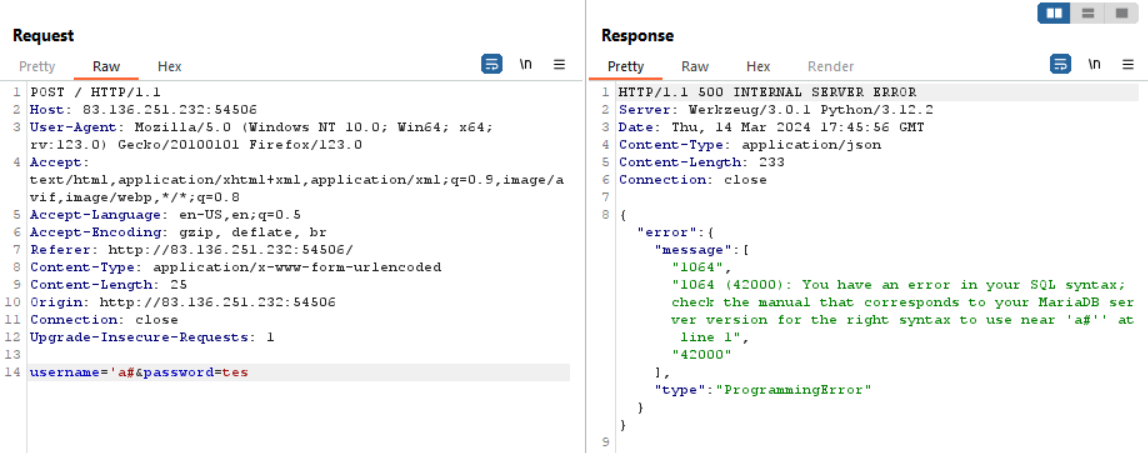 Request
Pretty Raw Hex \n
1 POST / HTTP/1.1
2 Host: 83.136.251.232:54506
3 User-Agent: Mozilla/5.0 (Windows NT 10.0; Win64; x64;
rv:123.0) Gecko/20100101 Firefox/123.0
4 Accept:
text/html,application/xhtml+xml,application/xml;q=0.9,image/a
vif,image/webp,*/*;q=0.8
5 Accept-Language: en-US,en;q=0.5
6 Accept-Encoding: gzip, deflate, br
7 Referer: http://83.136.251.232:54506/
8 Content-Type: application/x-www-form-urlencoded
9 Content-Length: 25
10 Origin: http://83.136.251.232:54506
11 Connection: close
12 Upgrade-Insecure-Requests: 1
13
14 username='a#&password=tes
Response
Pretty Raw Hex Render \n
1 HTTP/1.1 500 INTERNAL SERVER ERROR
2 Server: Werkzeug/3.0.1 Python/3.12.2
3 Date: Thu, 14 Mar 2024 17:45:56 GMT
4 Content-Type: application/json
5 Content-Length: 233
6 Connection: close
7
8 {
"error":{
"message":[
"1064",
"1064 (42000): You have an error in your SQL syntax;
check the manual that corresponds to your MariaDB ser
ver version for the right syntax to use near 'a#'' at
line 1",
"42000"
],
"type":"ProgrammingError"
}
}
9